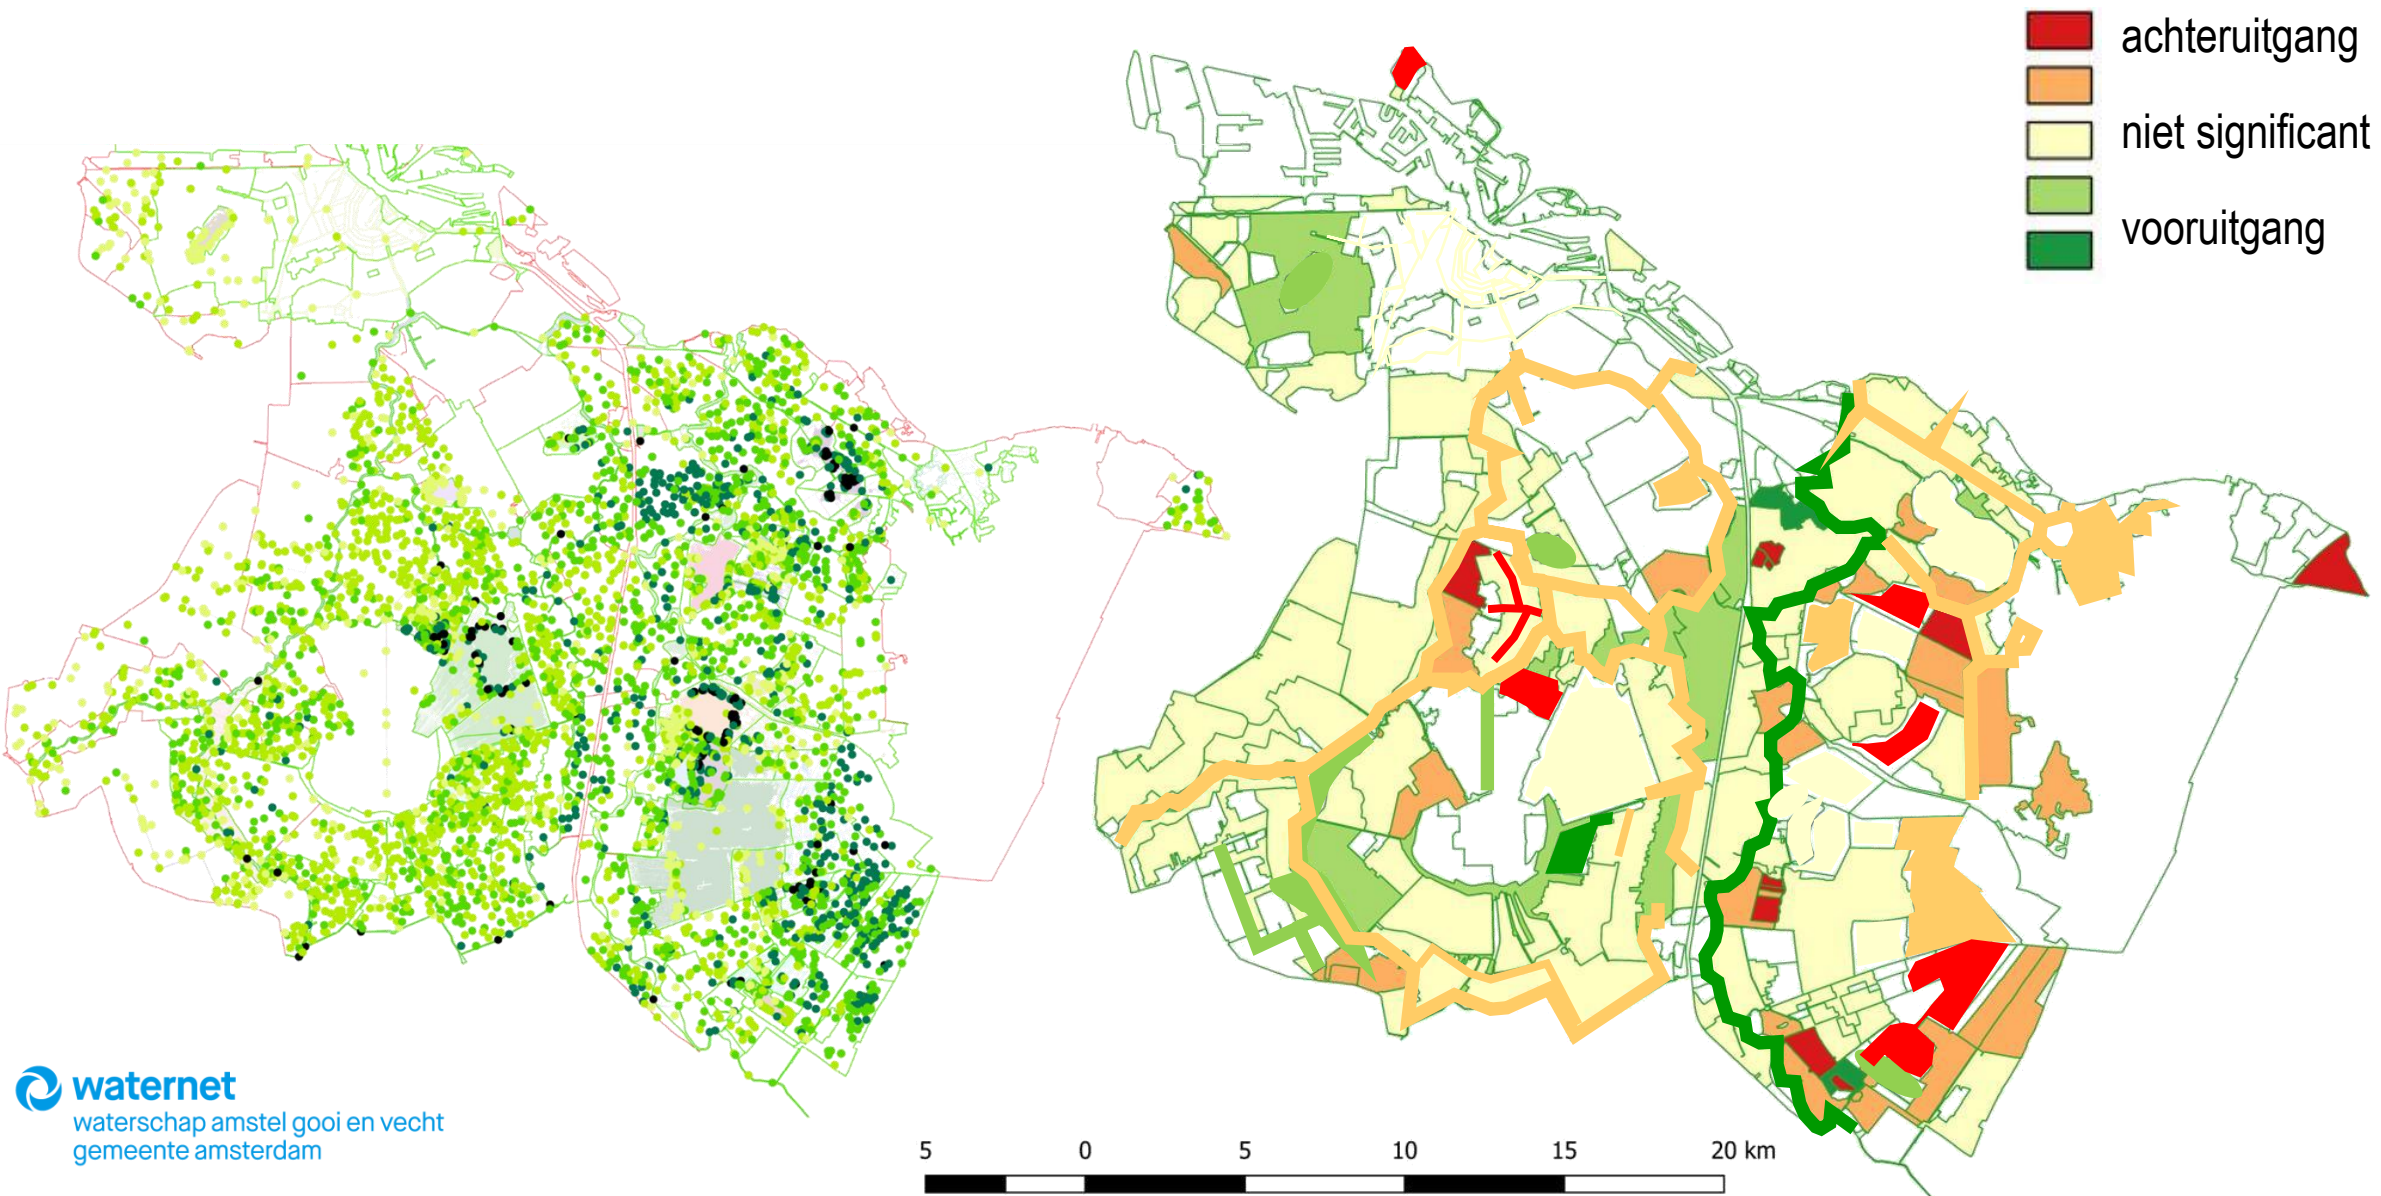 achteruitgang
niet significant
vooruitgang
waternet
waterschap amstel gooi en vecht
gemeente amsterdam
5 0 5 10 15 20 km